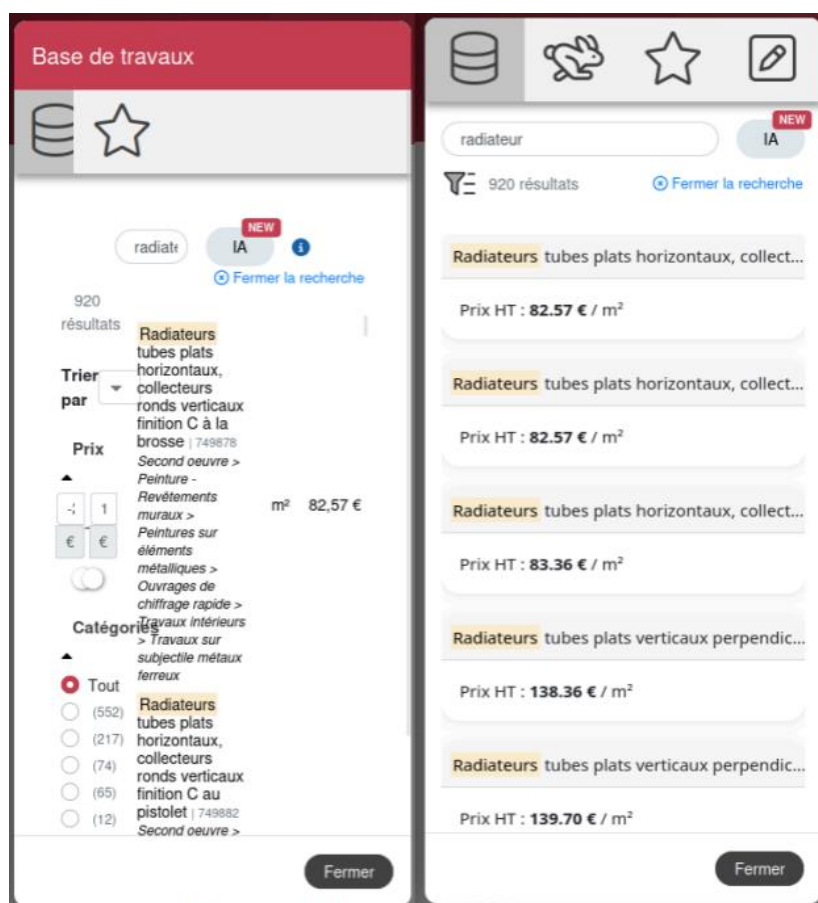 Base de travaux
radiate
IA
NEW
Fermer la recherche
920
résultats
Trier
par
Prix
-2
1
€
€
Catégories
Tout
(552)
(217)
(74)
(65)
(12)
Radiateurs
tubes plats
horizontaux,
collecteurs
ronds verticaux
finition C à la
brosse | 749878
Second oeuvre >
Peinture -
Revêtements
muraux >
Peintures sur
éléments
métalliques >
Ouvrages de
chiffrage rapide >
Travaux intérieurs
> Travaux sur
subjectile métaux
ferreux
m² 82,57 €
Radiateurs
tubes plats
horizontaux,
collecteurs
ronds verticaux
finition C au
pistolet | 749882
Second oeuvre >
Fermer
radiateur
IA
NEW
920 résultats
Fermer la recherche
Radiateurs tubes plats horizontaux, collect...
Prix HT : 82.57 € / m²
Radiateurs tubes plats horizontaux, collect...
Prix HT : 82.57 € / m²
Radiateurs tubes plats horizontaux, collect...
Prix HT : 83.36 € / m²
Radiateurs tubes plats verticaux perpendic...
Prix HT : 138.36 € / m²
Radiateurs tubes plats verticaux perpendic...
Prix HT : 139.70 € / m²
Fermer